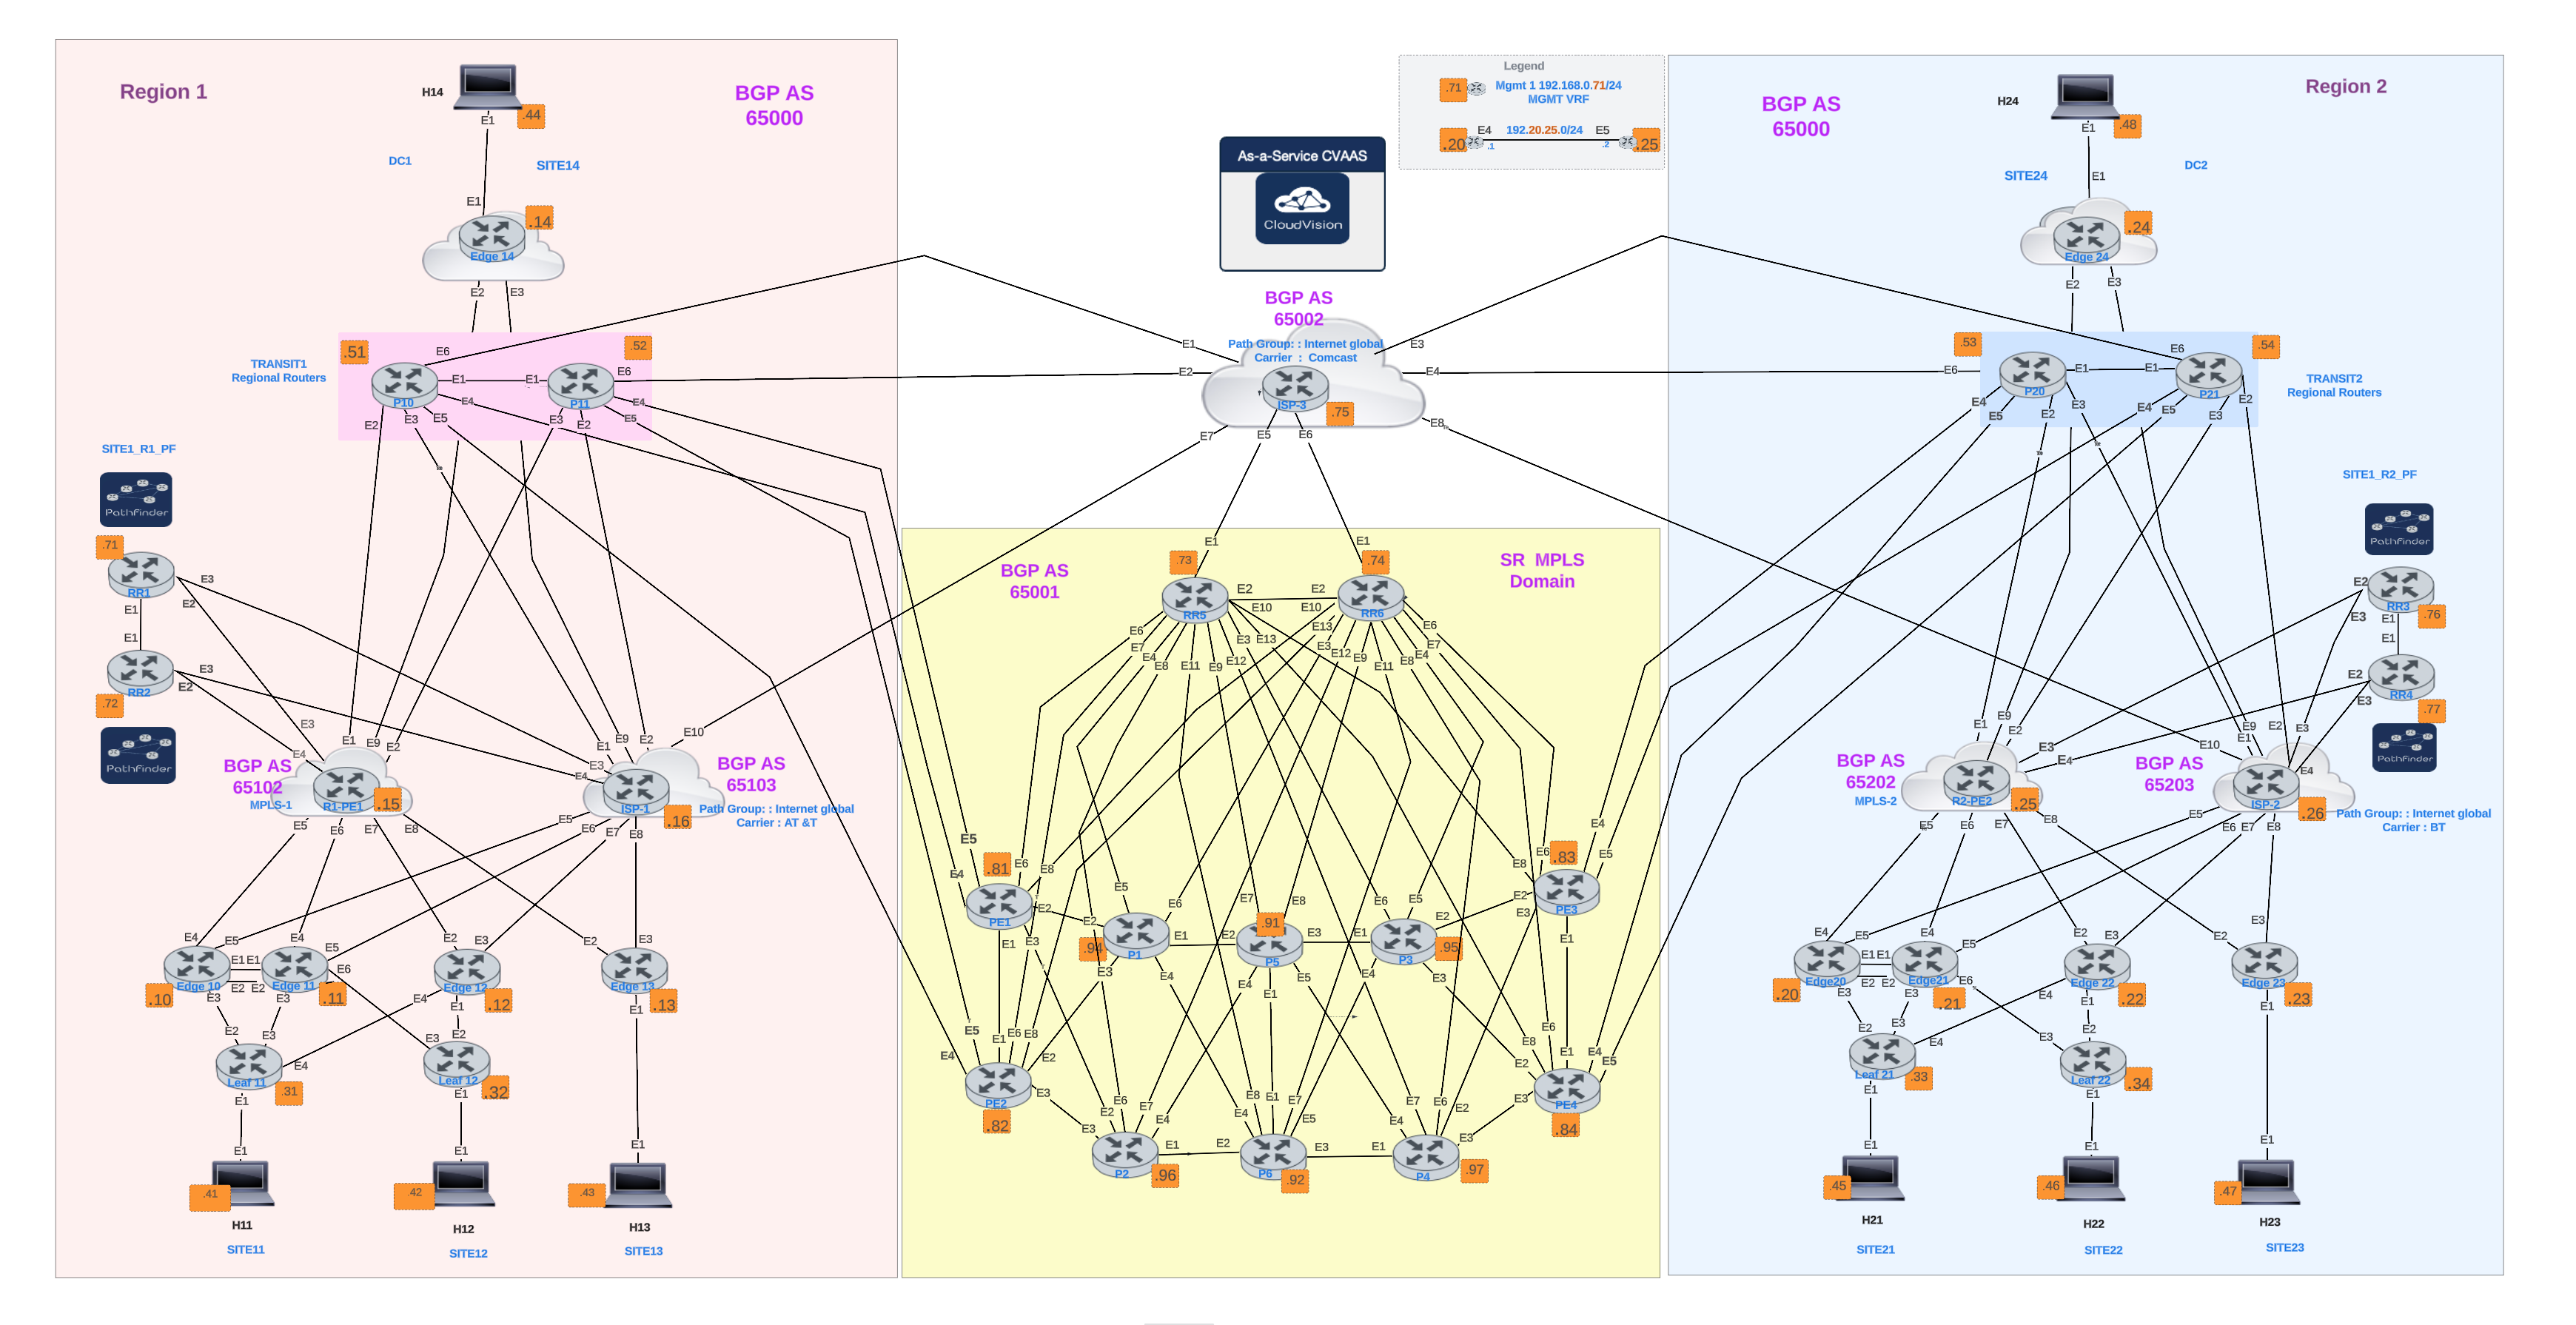 Region 1
BGP AS
65000
H14
.44
E1
DC1
SITE14
E1
.14
Edge 14
E2
E3
TRANSIT1
Regional Routers
.51
.52
E6
P10
E1
E1
P11
E6
E4
E4
E5
E2
E3
E5
E3
E2
SITE1_R1_PF
Pathfinder
.71
RR1
E3
E2
E1
E1
RR2
E3
E2
.72
Pathfinder
E3
E4
E1
E9
E2
E1
E9
E2
E10
E3
E4
BGP AS
65102
MPLS-1
R1-PE1
.15
BGP AS
65103
ISP-1
.16
Path Group: : Internet global
Carrier : AT &T
E5
E6
E7
E8
E5
E6
E7
E8
E4
E5
E4
E5
E2
E3
E2
E3
E6
E1
E1
E2
E2
Edge 10
.10
Edge 11
.11
Edge 12
.12
Edge 13
.13
E3
E3
E4
E1
E1
E2
E3
E2
E3
E4
Leaf 11
.31
Leaf 12
.32
E1
E1
E1
E1
E1
.41
.42
.43
H11
H12
H13
SITE11
SITE12
SITE13
As-a-Service CVAAS
CloudVision
Legend
.71
Mgmt 1 192.168.0.71/24
MGMT VRF
.20
E4
192.20.25.0/24
E5
.25
.1
.2
BGP AS
65002
Path Group: : Internet global
Carrier : Comcast
ISP-3
.75
E1
E2
E3
E4
E7
E5
E6
E8
BGP AS
65001
SR MPLS
Domain
E1
E1
.73
.74
RR5
RR6
E2
E2
E10
E10
E6
E7
E4
E8
E11
E9
E12
E3
E13
E13
E3
E12
E9
E11
E8
E4
E7
E6
E5
E4
E6
E8
.81
PE1
E2
E2
E1
E3
E5
E6
.94
P1
E1
E2
E7
E8
.91
P5
E3
E1
E6
E5
P3
.95
E2
E2
E8
E6
.83
E4
E5
PE3
E3
E1
E3
E4
E4
E1
E5
E4
E3
E5
E4
E1
E6
E8
E2
PE2
.82
E3
E3
E2
E6
E7
E4
P2
.96
E1
E2
E4
E8
E1
E7
E5
P6
.92
E3
E1
E4
E7
E6
E2
P4
.97
E3
E3
E2
E8
E6
E1
E4
E5
PE4
.84
BGP AS
65000
Region 2
H24
.48
E1
E1
SITE24
DC2
.24
Edge 24
E2
E3
.53
.54
E6
E6
P20
E1
E1
P21
TRANSIT2
Regional Routers
E4
E5
E2
E3
E4
E5
E3
E2
SITE1_R2_PF
Pathfinder
E2
RR3
.76
E3
E1
E1
E2
RR4
E3
.77
Pathfinder
E1
E9
E2
E3
E4
E10
E9
E1
E2
E3
E4
BGP AS
65202
MPLS-2
R2-PE2
.25
BGP AS
65203
ISP-2
.26
Path Group: : Internet global
Carrier : BT
E5
E6
E7
E8
E5
E6
E7
E8
E4
E5
E4
E5
E2
E3
E2
E3
E1
E1
E2
E2
E6
Edge20
.20
Edge21
.21
Edge 22
.22
Edge 23
.23
E3
E3
E4
E1
E1
E2
E3
E2
E3
E4
Leaf 21
.33
Leaf 22
.34
E1
E1
E1
E1
E1
.45
.46
.47
H21
H22
H23
SITE21
SITE22
SITE23